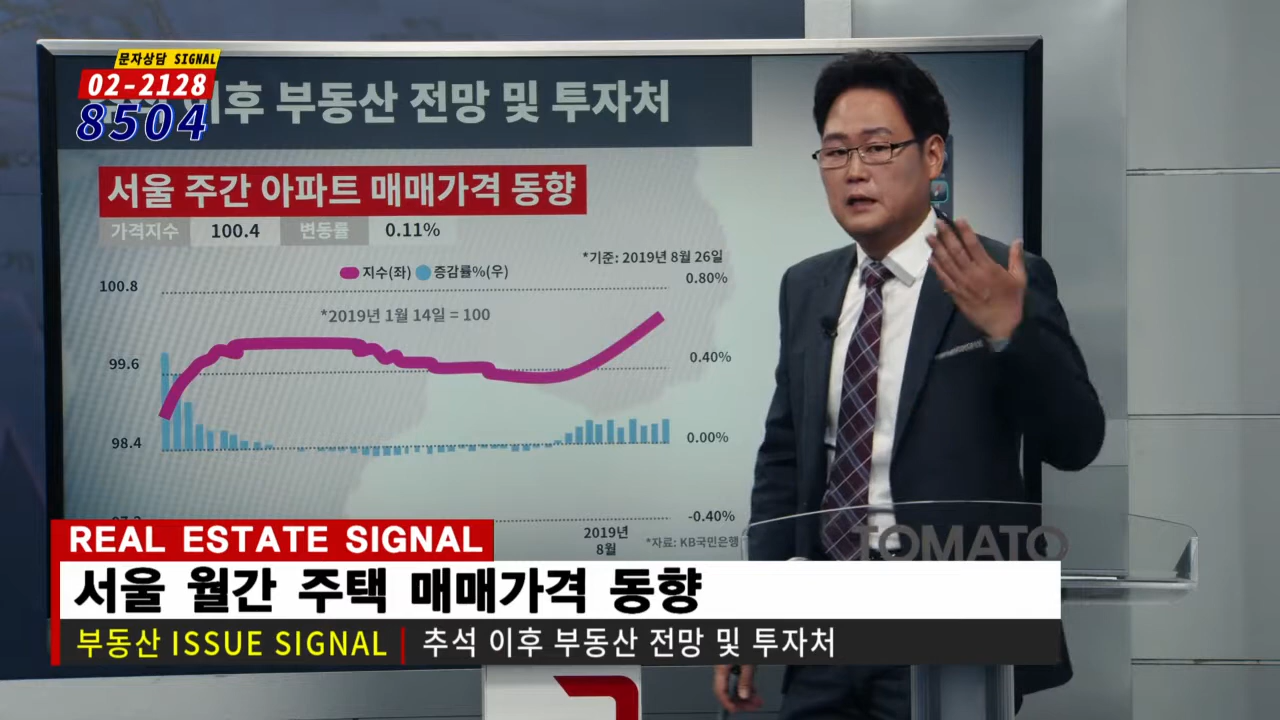 문자상담 SIGNAL
02-2128
8504
이후 부동산 전망 및 투자처
서울 주간 아파트 매매가격 동향
가격지수 100.4 변동률 0.11%
*기준: 2019년 8월 26일
지수(좌) 증감률%(우)
100.8
0.80%
*2019년 1월 14일 = 100
99.6
0.40%
98.4
0.00%
-0.40%
2019년
8월
*자료: KB국민은행
TOMATO
REAL ESTATE SIGNAL
서울 월간 주택 매매가격 동향
부동산 ISSUE SIGNAL
추석 이후 부동산 전망 및 투자처